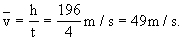 v̅ = h/t = 196/4 m / s = 49m / s.